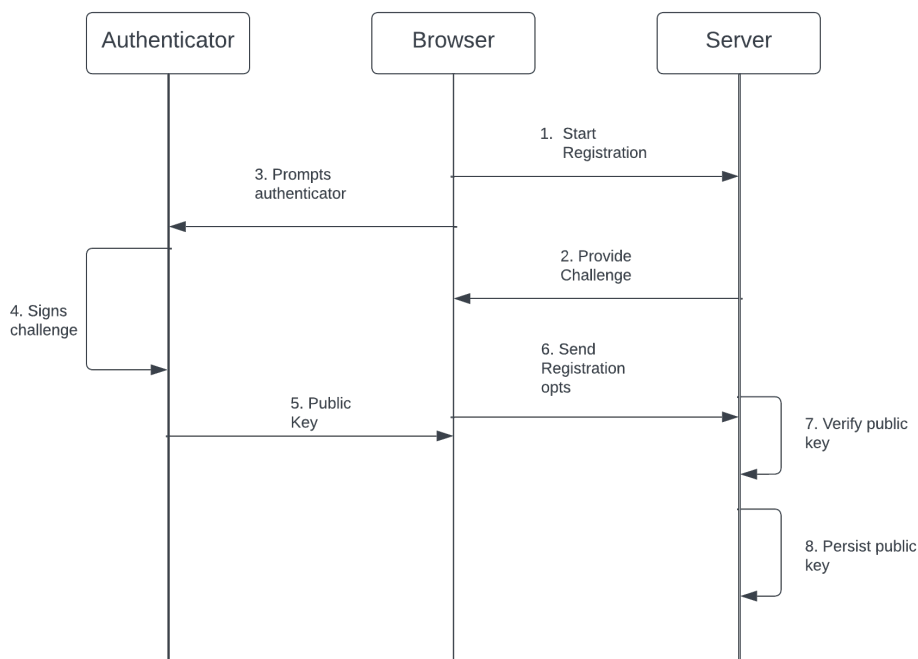 Authenticator
Browser
Server
1. Start
Registration
3. Prompts
authenticator
2. Provide
Challenge
4. Signs
challenge
6. Send
Registration
opts
5. Public
Key
7. Verify public
key
8. Persist public
key